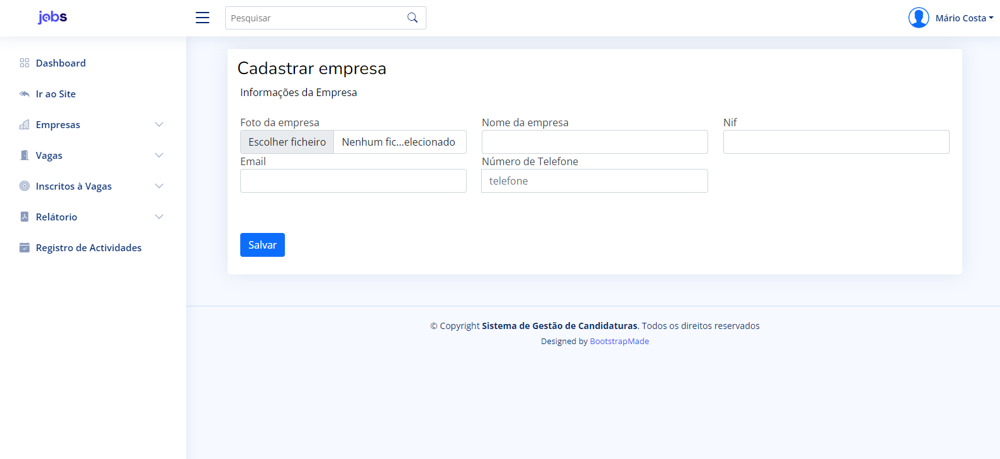 jobs
Pesquisar
Mário Costa
Dashboard
Ir ao Site
Empresas
Vagas
Inscritos à Vagas
Relátorio
Registro de Actividades
Cadastrar empresa
Informações da Empresa
Foto da empresa
Escolher ficheiro Nenhum fic...elecionado
Nome da empresa
Nif
Email
Número de Telefone
telefone
Salvar
© Copyright Sistema de Gestão de Candidaturas. Todos os direitos reservados
Designed by BootstrapMade